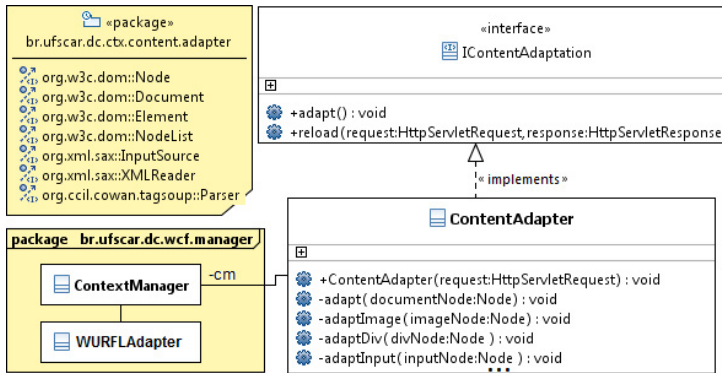 «package»
br.ufscar.dc.ctx.content.adapter
org.w3c.dom::Node
org.w3c.dom::Document
org.w3c.dom::Element
org.w3c.dom::NodeList
org.xml.sax::InputSource
org.xml.sax::XMLReader
org.ccil.cowan.tagsoup::Parser
«interface»
IContentAdaptation
+adapt() : void
+reload(request:HttpServletRequest,response:HttpServletResponse
« implements»
package br.ufscar.dc.wcf.manager
ContextManager
WURFLAdapter
-cm
ContentAdapter
+ContentAdapter(request:HttpServletRequest) : void
-adapt(documentNode:Node) : void
-adaptImage(imageNode:Node) : void
-adaptDiv(divNode:Node ) : void
-adaptInput(inputNode:Node ) : void
...